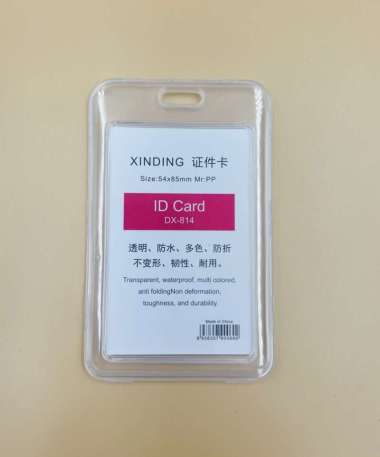 XINDING 证件卡
Size:54x85mm Mr:PP
ID Card
DX-814
透明、防水、多色、防折
不变形、韧性、耐用。
Transparent, waterproof, multi colored,
anti foldingNon deformation,
toughness, and durability.
Made in China